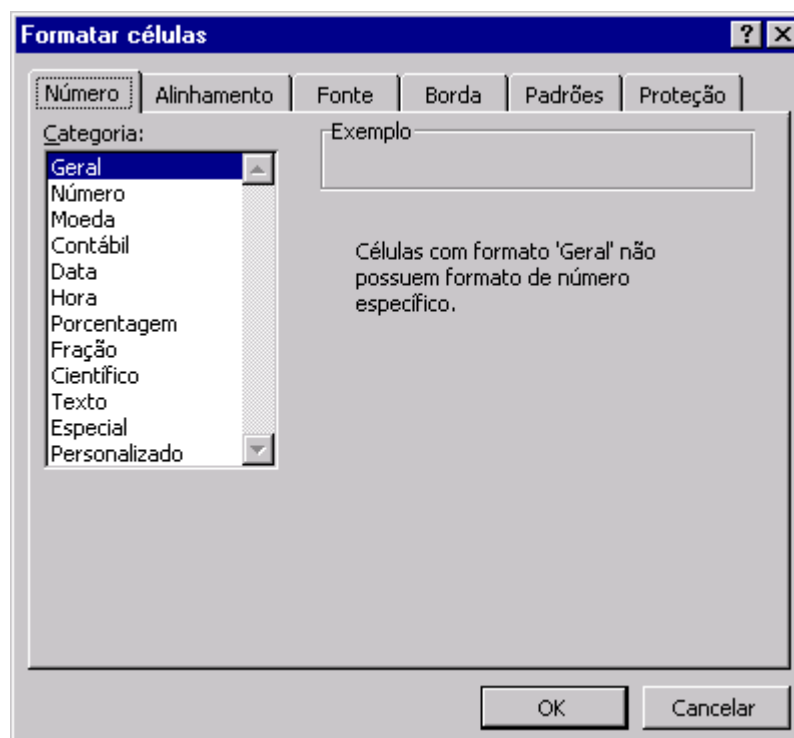 Formatar células
Número Alinhamento Fonte Borda Padrões Proteção
Categoria:
Geral
Número
Moeda
Contábil
Data
Hora
Porcentagem
Fração
Científico
Texto
Especial
Personalizado
Exemplo
Células com formato 'Geral' não
possuem formato de número
específico.
OK Cancelar